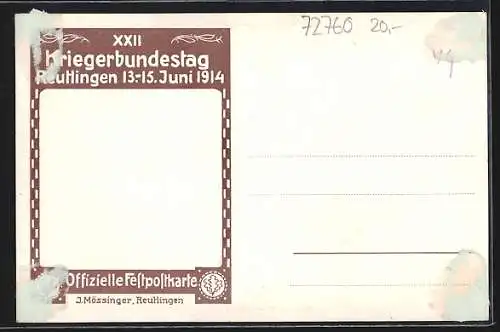 72760 20,-
XXII
Kriegerbundestag
Reutlingen 13.-15. Juni 1914
Offizielle Feſtpoſtkarte
J. Mössinger, Reutlingen